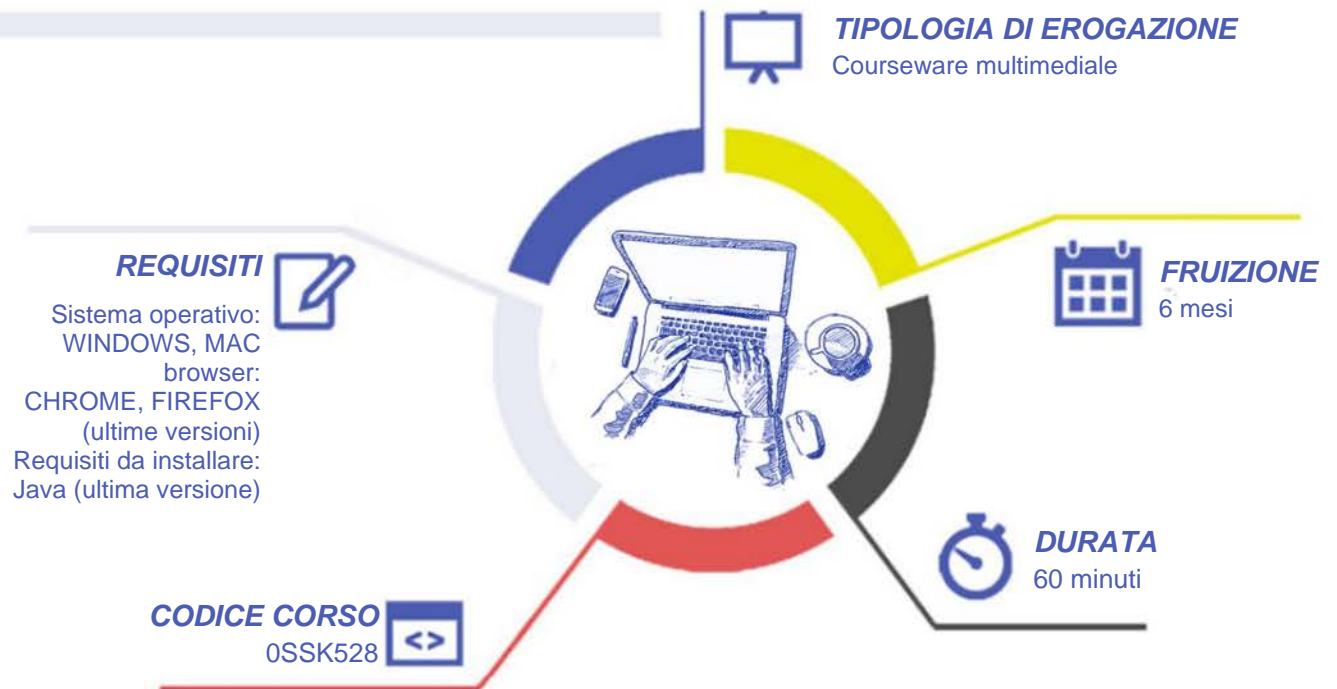 TIPOLOGIA DI EROGAZIONE
Courseware multimediale
REQUISITI
Sistema operativo:
WINDOWS, MAC
browser:
CHROME, FIREFOX
(ultime versioni)
Requisiti da installare:
Java (ultima versione)
FRUIZIONE
6 mesi
DURATA
60 minuti
CODICE CORSO
0SSK528
<>